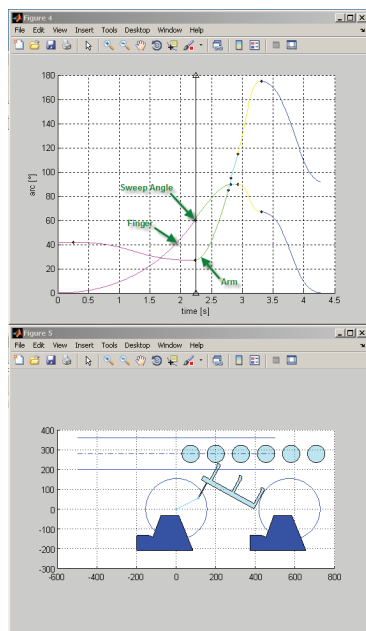 Figure 4
File Edit View Insert Tools Desktop Window Help
180
160
140
120
100
80
60
40
20
0
arc [°]
Sweep Angle
Finger
Arm
0 0.5 1 1.5 2 2.5 3 3.5 4 4.5
time [s]
Figure 5
File Edit View Insert Tools Desktop Window Help
400
300
200
100
0
-100
-200
-300
-600 -400 -200 0 200 400 600 800